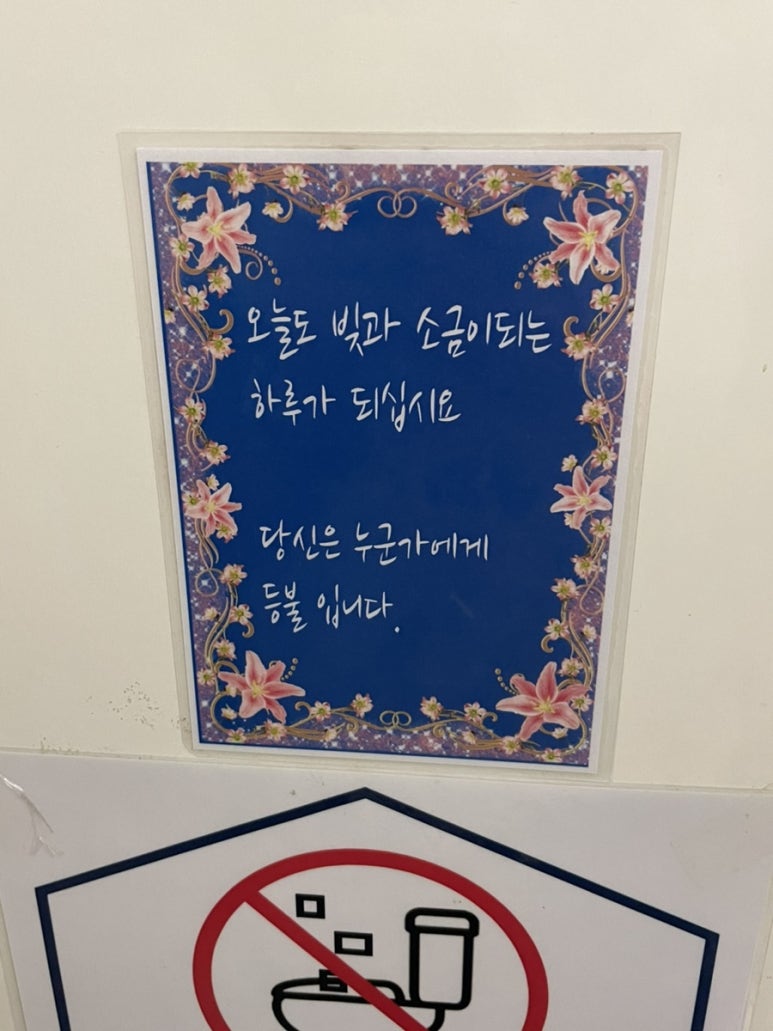 오늘도 빛과 소금이되는
하루가 되십시요
당신은 누군가에게
등불 입니다.